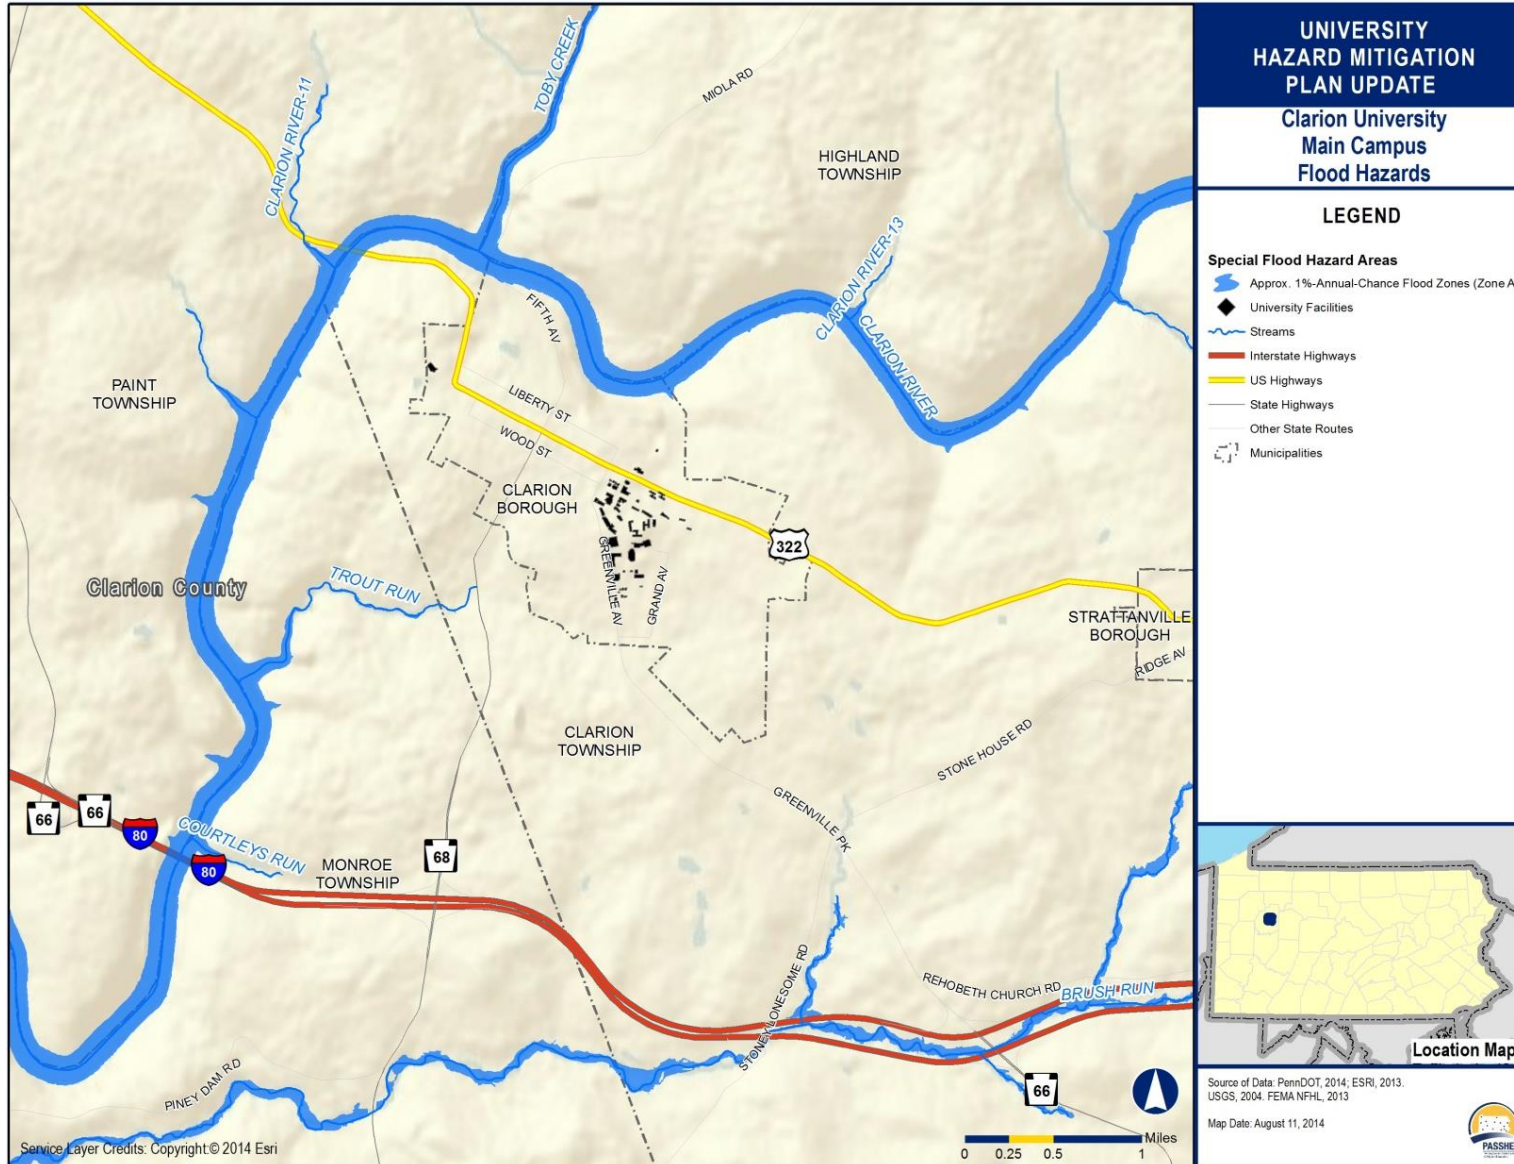 UNIVERSITY
HAZARD MITIGATION
PLAN UPDATE
Clarion University
Main Campus
Flood Hazards
LEGEND
Special Flood Hazard Areas
Approx. 1%-Annual-Chance Flood Zones (Zone A
University Facilities
Streams
Interstate Highways
US Highways
State Highways
Other State Routes
Municipalities
CLARION RIVER-11
TOBY CREEK
MIOLA RD
HIGHLAND
TOWNSHIP
CLARION RIVER-13
CLARION RIVER
FIFTH AV
PAINT
TOWNSHIP
LIBERTY ST
WOOD ST
CLARION
BOROUGH
322
GREENVILLE AV
GRAND AV
Clarion County
TROUT RUN
STRATTANVILLE
BOROUGH
RIDGE AV
CLARION
TOWNSHIP
STONE HOUSE RD
GREENVILLE PK
66
66
80
COURTLEYS RUN
80
MONROE
TOWNSHIP
68
STONEY LONESOME RD
REHOBETH CHURCH RD
BRUSH RUN
66
PINEY DAM RD
Service Layer Credits: Copyright:© 2014 Esri
Miles
0 0.25 0.5 1
Location Map
Source of Data: PennDOT, 2014; ESRI, 2013.
USGS, 2004. FEMA NFHL, 2013
Map Date: August 11, 2014
PASSHE